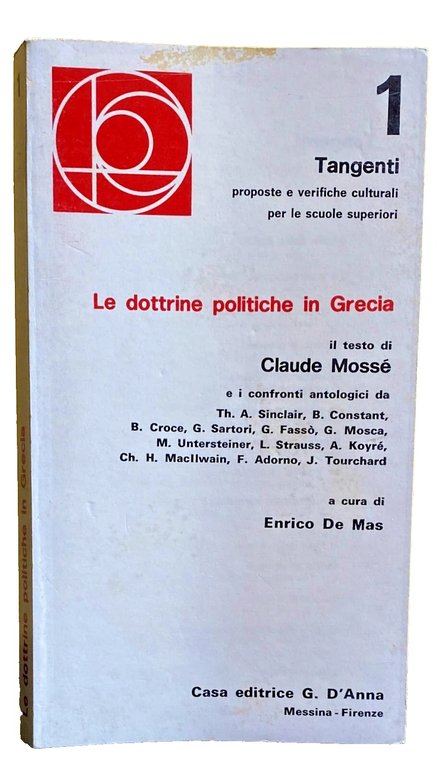 1
Tangenti
proposte e verifiche culturali
per le scuole superiori
Le dottrine politiche in Grecia
il testo di
Claude Mossé
e i confronti antologici da
Th. A. Sinclair, B. Constant,
B. Croce, G. Sartori, G. Fassò, G. Mosca,
M. Untersteiner, L. Strauss, A. Koyré,
Ch. H. MacIlwain, F. Adorno, J. Tourchard
a cura di
Enrico De Mas
Casa editrice G. D'Anna
Messina - Firenze
1
Le dottrine politiche in Grecia